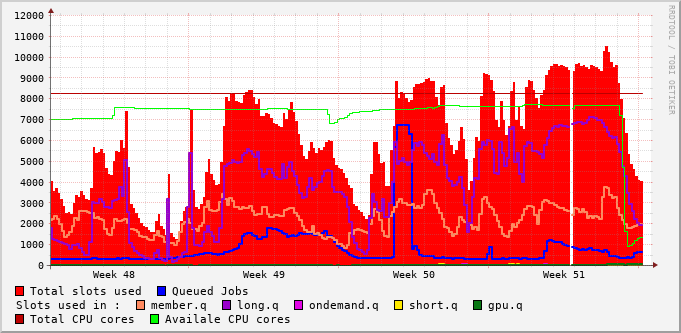 RRDTOOL / TOBI OETIKER
12000
11000
10000
9000
8000
7000
6000
5000
4000
3000
2000
1000
0
Week 48 Week 49 Week 50 Week 51
Total slots used Queued Jobs
Slots used in : member.q long.q ondemand.q short.q gpu.q
Total CPU cores Availale CPU cores